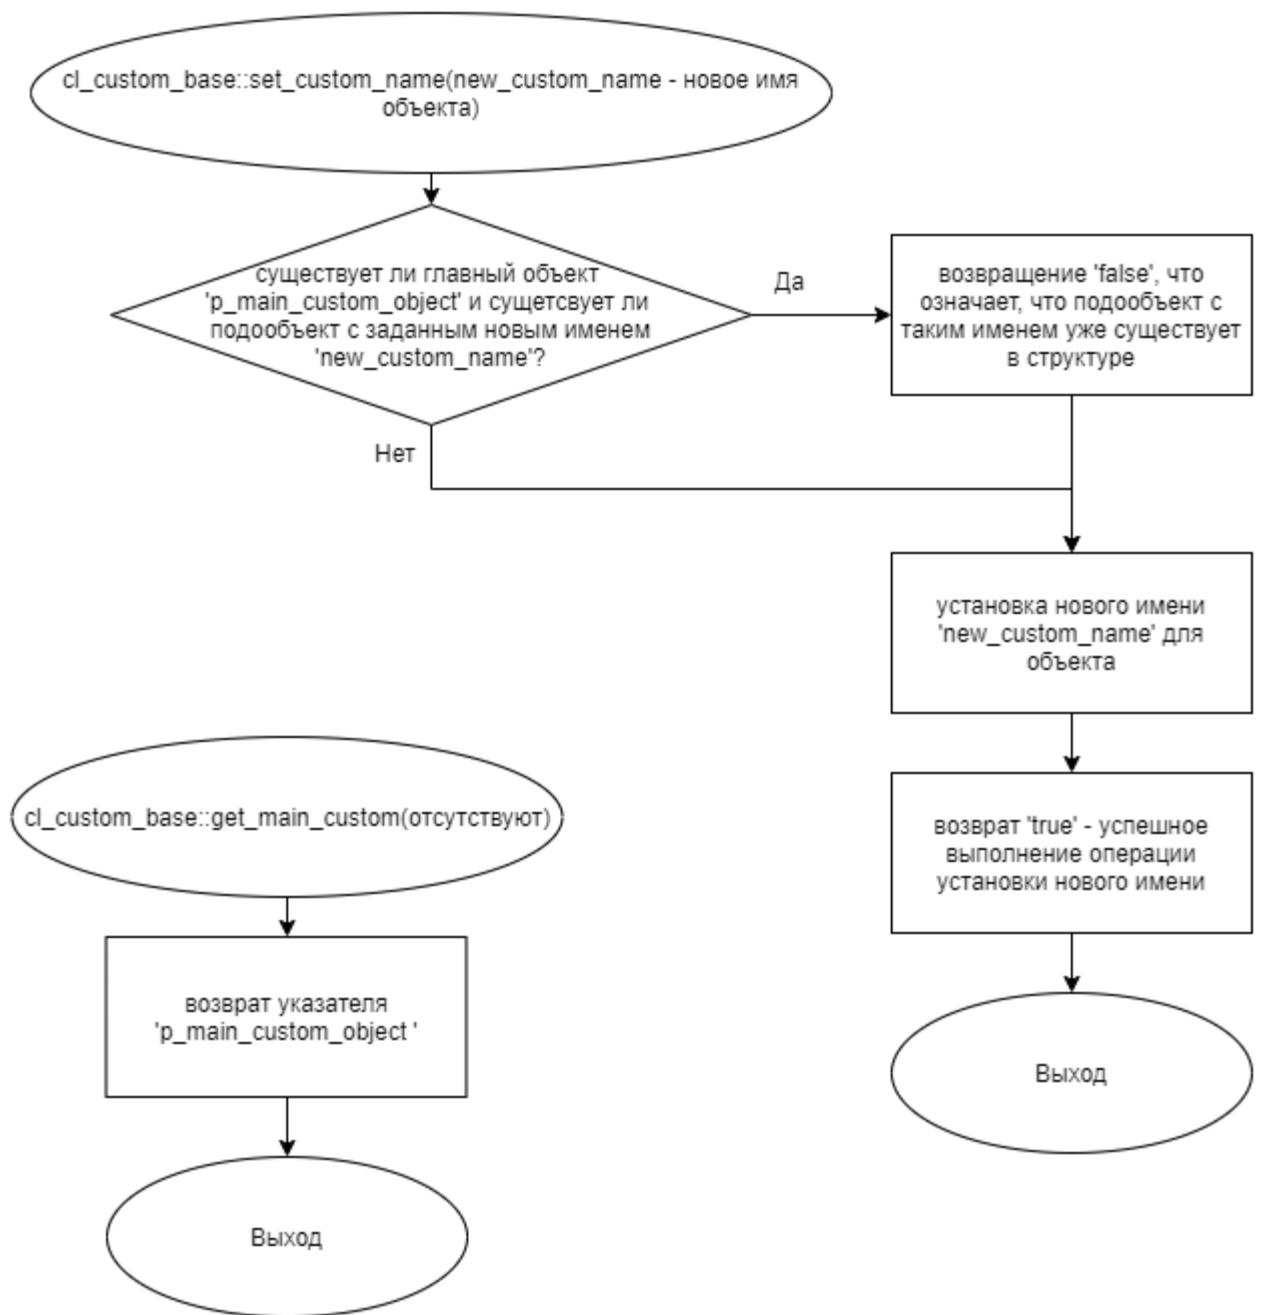 cl_custom_base::set_custom_name(new_custom_name - новое имя
объекта)
существует ли главный объект
'p_main_custom_object' и сущетсвует ли
подообъект с заданным новым именем
'new_custom_name'?
Да
возвращение 'false', что
означает, что подообъект с
таким именем уже существует
в структуре
Нет
установка нового имени
'new_custom_name' для
объекта
возврат 'true' - успешное
выполнение операции
установки нового имени
Выход
cl_custom_base::get_main_custom(отсутствуют)
возврат указателя
'p_main_custom_object '
Выход